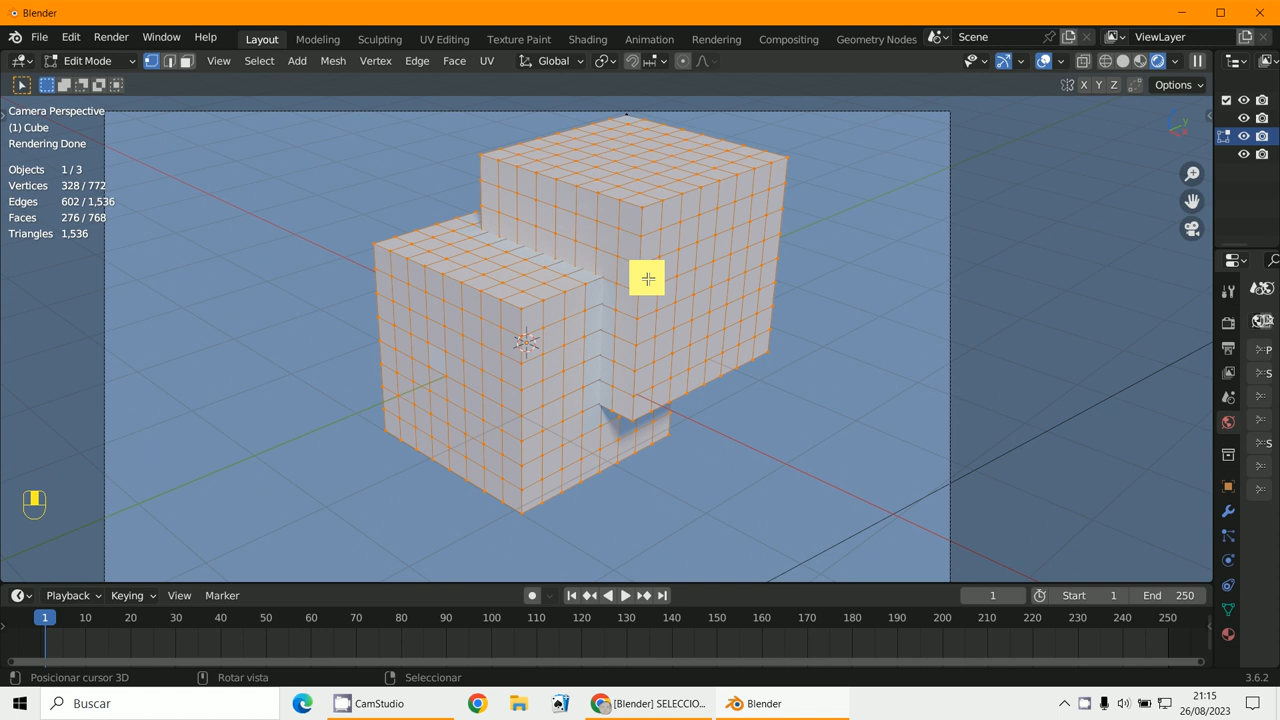 Blender
File Edit Render Window Help Layout Modeling Sculpting UV Editing Texture Paint Shading Animation Rendering Compositing Geometry Nodes Scene ViewLayer
Edit Mode View Select Add Mesh Vertex Edge Face UV Global
X Y Z Options
Camera Perspective
(1) Cube
Rendering Done
Objects 1 / 3
Vertices 328 / 772
Edges 602 / 1,536
Faces 276 / 768
Triangles 1,536
Playback Keying View Marker 1 Start 1 End 250
1 10 20 30 40 50 60 70 80 90 100 110 120 130 140 150 160 170 180 190 200 210 220 230 240 250
Posicionar cursor 3D Rotar vista Seleccionar 3.6.2
Buscar CamStudio [Blender] SELECCIO... Blender 21:15
26/08/2023